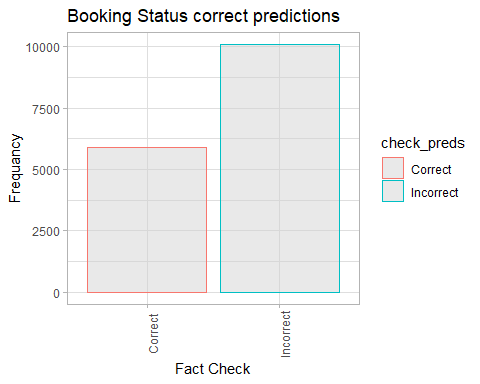 Booking Status correct predictions
Frequancy
10000
7500
5000
2500
0
Correct
Incorrect
Fact Check
check_preds
Correct
Incorrect